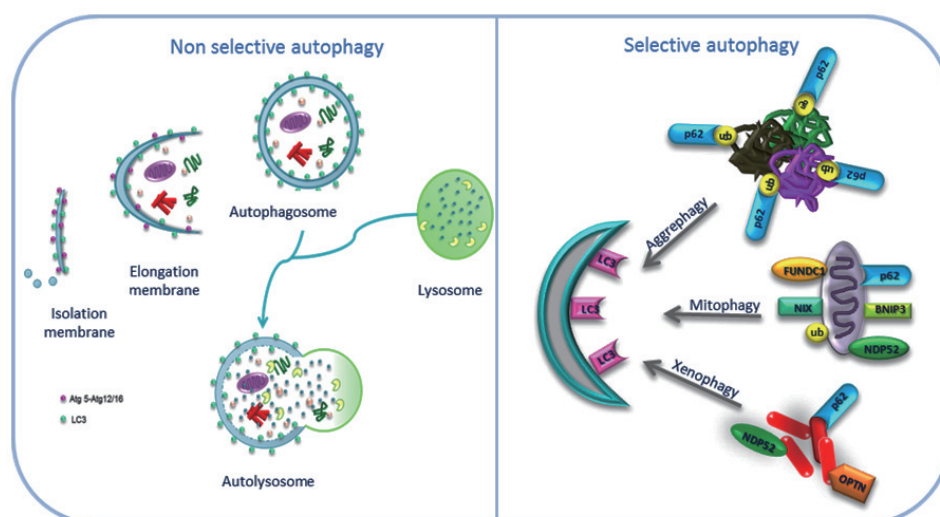 Non selective autophagy
Autophagosome
Elongation
membrane
Isolation
membrane
Lysosome
Autolysosome
Atg 5-Atg12/16
LC3
Selective autophagy
p62
p62
ub
ub
ub
ub
p62
p62
Aggrephagy
LC3
LC3
LC3
Mitophagy
FUNDC1
p62
NIX
BNIP3
ub
NDP52
Xenophagy
p62
NDP52
OPTN